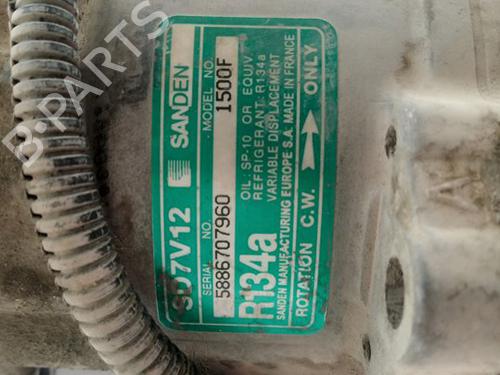 SD7V12 SANDEN
SERIAL NO. MODEL NO.
5886707960 1500F
R134a
OIL: SP-10 OR EQUIV.
REFRIGERANT: R134a
VARIABLE DISPLACEMENT
SANDEN MANUFACTURING EUROPE S.A. MADE IN FRANCE
ROTATION C.W. ONLY
B-PARTS